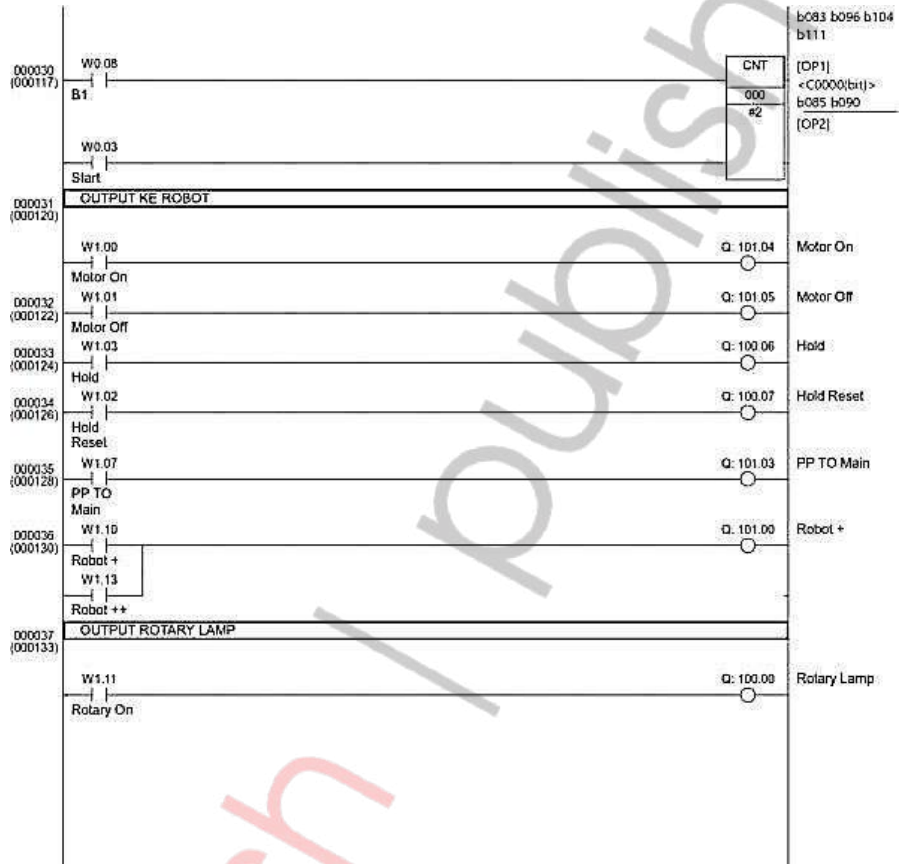 b083 b096 b104
b111
000030
(000117)
W0.08
B1
CNT
000
#2
[OP1]
<C0000(bit)>
b085 b090
[OP2]
W0.03
Start
000031
(000120)
OUTPUT KE ROBOT
W1.00
Motor On
Q: 101.04
Motor On
000032
(000122)
W1.01
Motor Off
Q: 101.05
Motor Off
000033
(000124)
W1.03
Hold
Q: 100.06
Hold
000034
(000126)
W1.02
Hold
Reset
Q: 100.07
Hold Reset
000035
(000128)
W1.07
PP TO
Main
Q: 101.03
PP TO Main
000036
(000130)
W1.10
Robot +
Q: 101.00
Robot +
W1.13
Robot ++
000037
(000133)
OUTPUT ROTARY LAMP
W1.11
Rotary On
Q: 100.00
Rotary Lamp
publish
sh